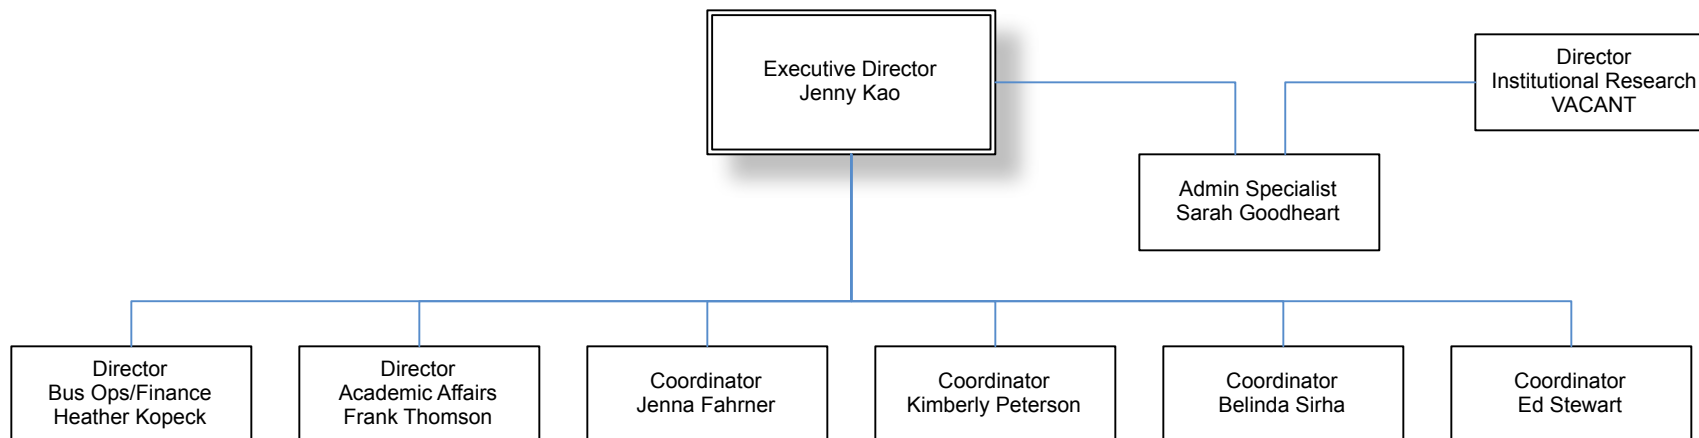 Executive Director
Jenny Kao
Director
Institutional Research
VACANT
Admin Specialist
Sarah Goodheart
Director
Bus Ops/Finance
Heather Kopeck
Director
Academic Affairs
Frank Thomson
Coordinator
Jenna Fahrner
Coordinator
Kimberly Peterson
Coordinator
Belinda Sirha
Coordinator
Ed Stewart